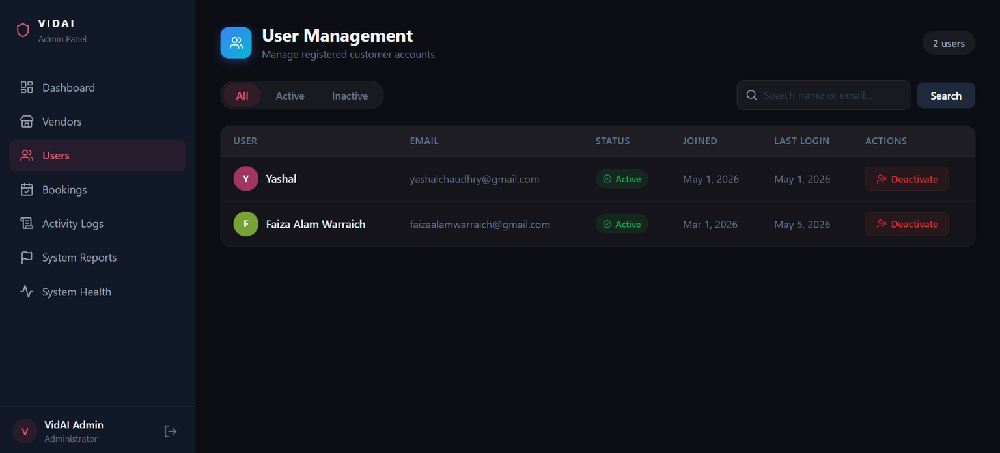 VIDAI
Admin Panel
Dashboard
Vendors
Users
Bookings
Activity Logs
System Reports
System Health
V
VidAI Admin
Administrator
User Management
Manage registered customer accounts
2 users
All Active Inactive
Search name or email...
Search
USER EMAIL STATUS JOINED LAST LOGIN ACTIONS
Y Yashal yashalchaudhry@gmail.com Active May 1, 2026 May 1, 2026 Deactivate
F Faiza Alam Warraich faizaalamwarraich@gmail.com Active Mar 1, 2026 May 5, 2026 Deactivate